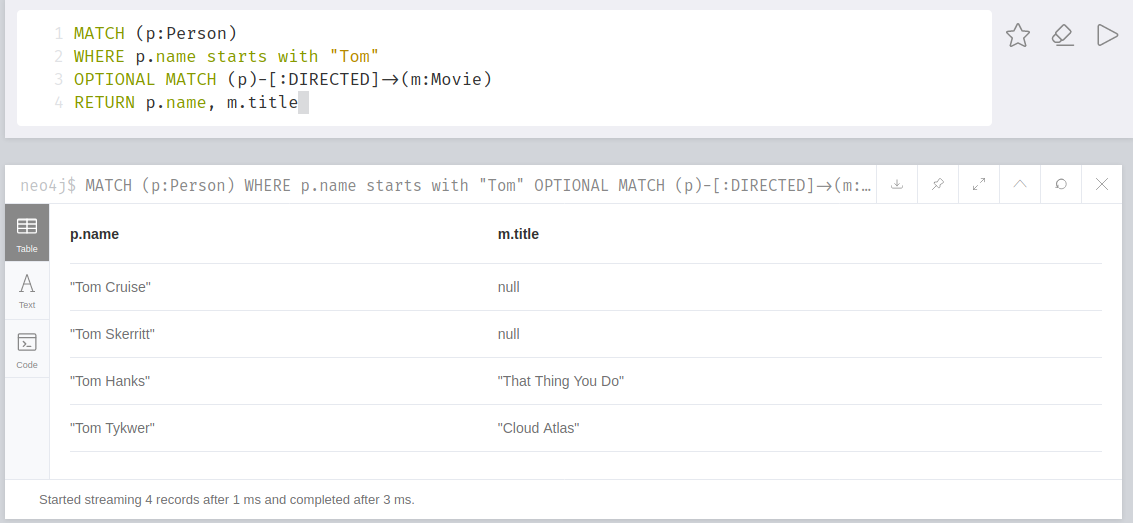 1 MATCH (p:Person)
2 WHERE p.name starts with "Tom"
3 OPTIONAL MATCH (p)-[:DIRECTED]->(m:Movie)
4 RETURN p.name, m.title
neo4j$ MATCH (p:Person) WHERE p.name starts with "Tom" OPTIONAL MATCH (p)-[:DIRECTED]->(m:…
Table
Text
Code
p.name m.title
"Tom Cruise" null
"Tom Skerritt" null
"Tom Hanks" "That Thing You Do"
"Tom Tykwer" "Cloud Atlas"
Started streaming 4 records after 1 ms and completed after 3 ms.